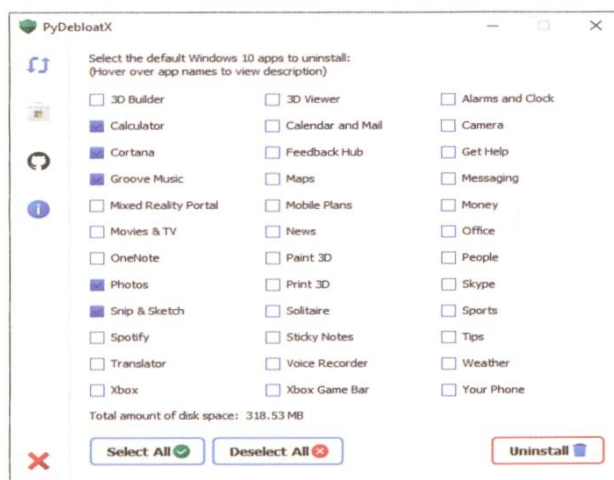 PyDebloatX
Select the default Windows 10 apps to uninstall:
(Hover over app names to view description)
3D Builder 3D Viewer Alarms and Clock
Calculator Calendar and Mail Camera
Cortana Feedback Hub Get Help
Groove Music Maps Messaging
Mixed Reality Portal Mobile Plans Money
Movies & TV News Office
OneNote Paint 3D People
Photos Print 3D Skype
Snip & Sketch Solitaire Sports
Spotify Sticky Notes Tips
Translator Voice Recorder Weather
Xbox Xbox Game Bar Your Phone
Total amount of disk space: 318.53 MB
Select All Deselect All Uninstall